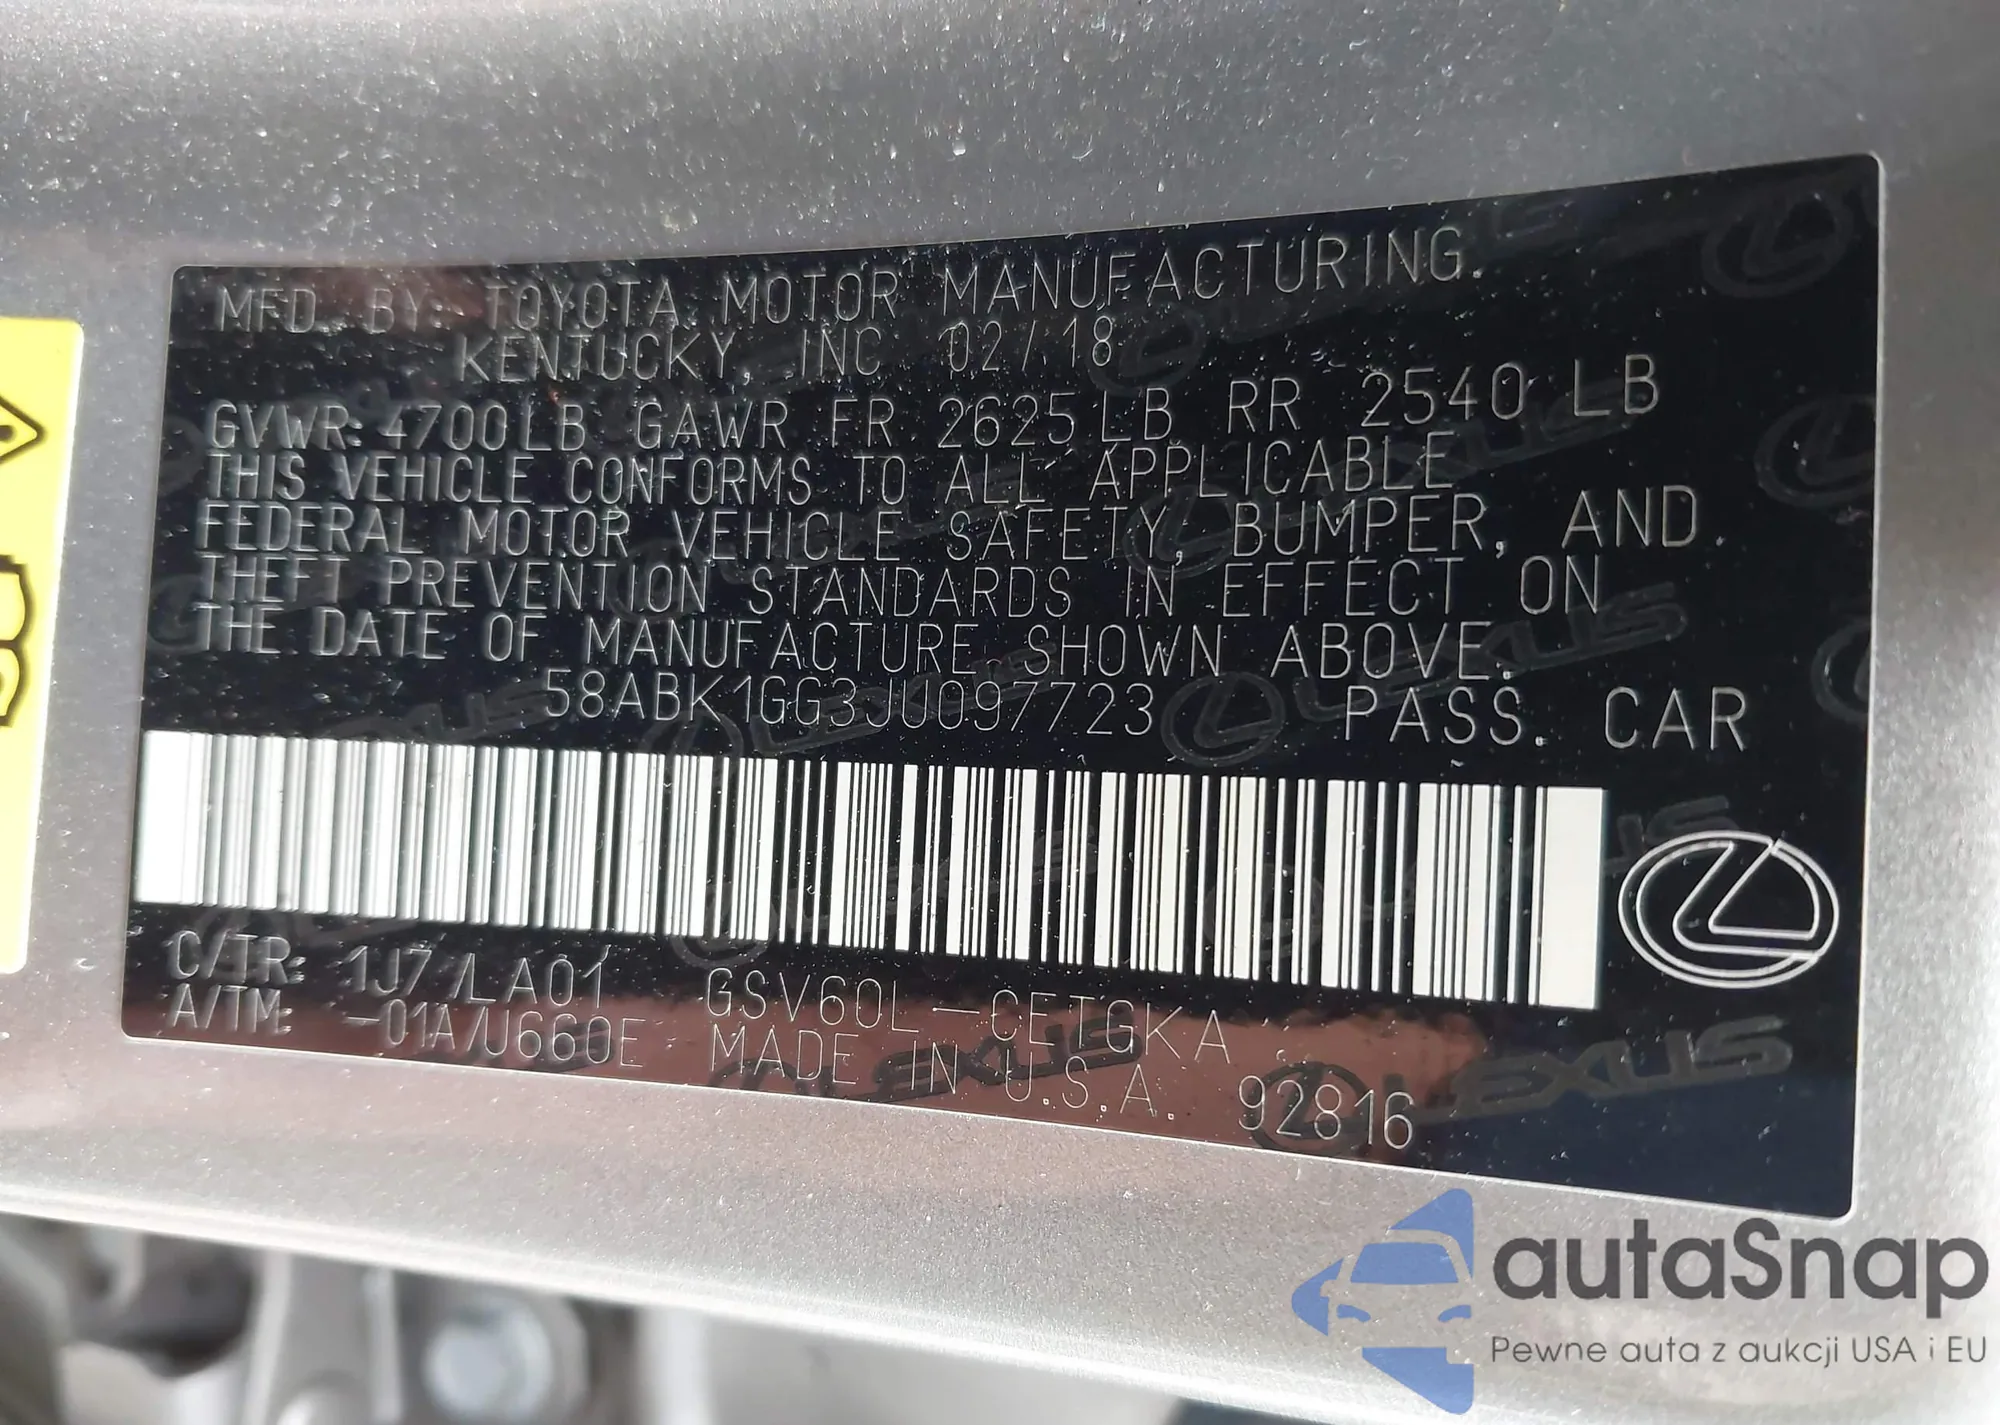 MFD. BY: TOYOTA MOTOR MANUFACTURING.
KENTUCKY, INC 02/18
GVWR: 4700LB GAWR FR 2625LB RR 2540 LB
THIS VEHICLE CONFORMS TO ALL APPLICABLE
FEDERAL MOTOR VEHICLE SAFETY, BUMPER, AND.
THEFT PREVENTION STANDARDS IN EFFECT ON
THE DATE OF MANUFACTURE SHOWN ABOVE.
58ABK1GG3JU097723 PASS. CAR
C/TR: 1J7/LA01 GSV60L-CETGKA
A/TM: -01A/U660E MADE IN U.S.A. 92816
LEXUS
autaSnap
Pewne auta z aukcji USA i EU